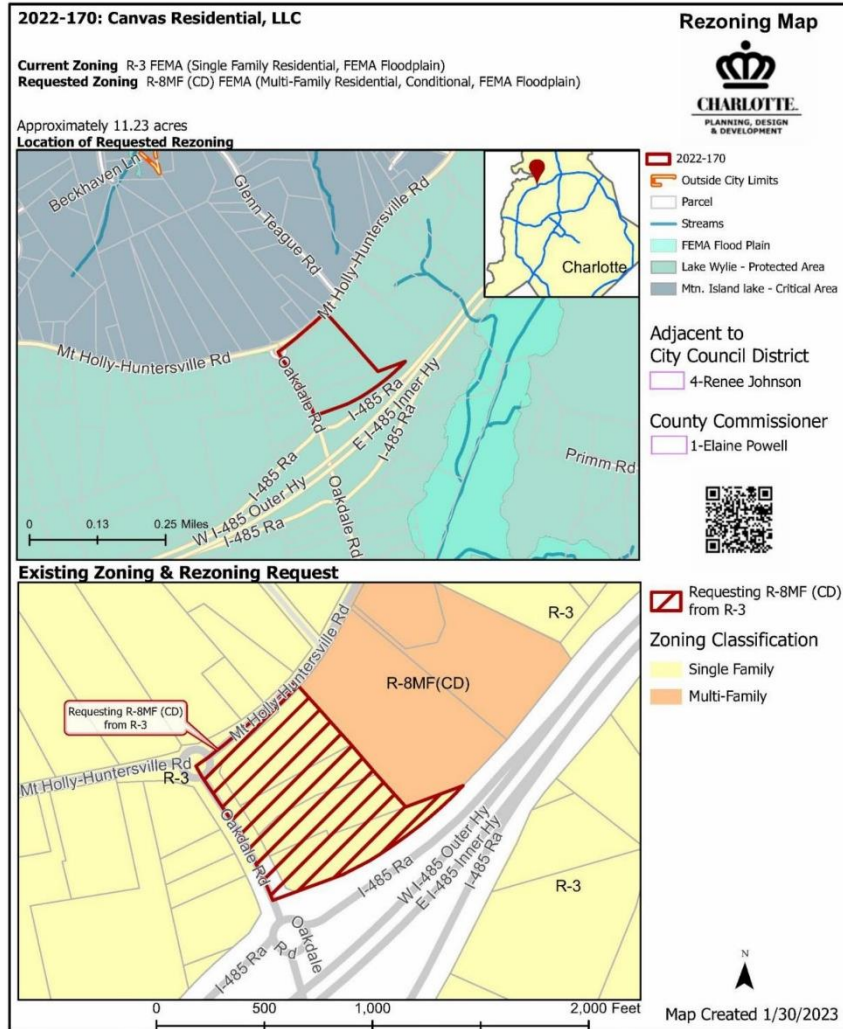 2022-170: Canvas Residential, LLC
Current Zoning R-3 FEMA (Single Family Residential, FEMA Floodplain)
Requested Zoning R-8MF (CD) FEMA (Multi-Family Residential, Conditional, FEMA Floodplain)
Approximately 11.23 acres
Location of Requested Rezoning
Rezoning Map
CHARLOTTE.
PLANNING, DESIGN
& DEVELOPMENT
Beckhaven Ln
Glenn Teague Rd
Mt Holly-Huntersville Rd
Mt Holly-Huntersville Rd
Oakdale Rd
I-485 Ra
E I-485 Inner Hy
I-485 Ra
I-485 Ra
W I-485 Outer Hy
I-485 Ra
Oakdale Rd
Primm Rd
0 0.13 0.25 Miles
Charlotte
2022-170
Outside City Limits
Parcel
Streams
FEMA Flood Plain
Lake Wylie - Protected Area
Mtn. Island lake - Critical Area
Adjacent to
City Council District
4-Renee Johnson
County Commissioner
1-Elaine Powell
Existing Zoning & Rezoning Request
R-3
R-8MF(CD)
Mt Holly-Huntersville Rd
Requesting R-8MF (CD)
from R-3
Mt Holly-Huntersville Rd
R-3
Oakdale Rd
I-485 Ra
W I-485 Outer Hy
E I-485 Inner Hy
I-485 Ra
R-3
I-485 Ra
Oakdale
Rd
0 500 1,000 2,000 Feet
Requesting R-8MF (CD)
from R-3
Zoning Classification
Single Family
Multi-Family
N
Map Created 1/30/2023